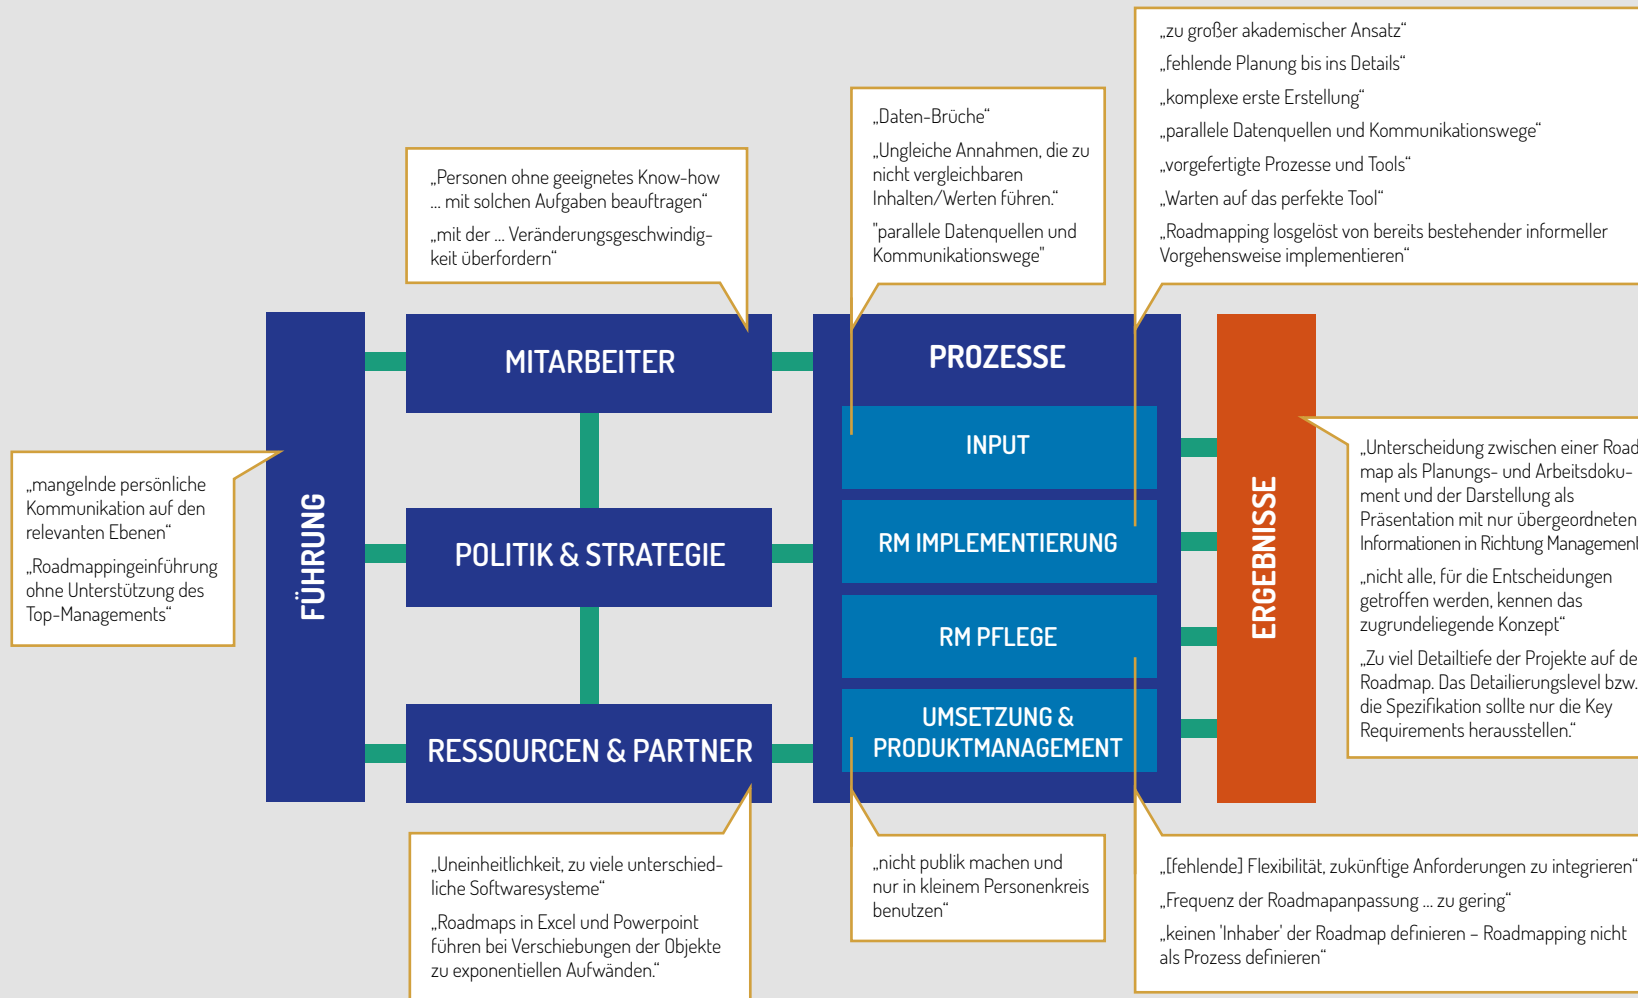 „zu großer akademischer Ansatz“
„fehlende Planung bis ins Details“
„komplexe erste Erstellung“
„parallele Datenquellen und Kommunikationswege“
„vorgefertigte Prozesse und Tools“
„Warten auf das perfekte Tool“
„Roadmapping losgelöst von bereits bestehender informeller
Vorgehensweise implementieren“
„Daten-Brüche“
„Ungleiche Annahmen, die zu
nicht vergleichbaren
Inhalten/Werten führen.“
"parallele Datenquellen und
Kommunikationswege"
„Personen ohne geeignetes Know-how
... mit solchen Aufgaben beauftragen“
„mit der ... Veränderungsgeschwindig-
keit überfordern“
„mangelnde persönliche
Kommunikation auf den
relevanten Ebenen“
„Roadmappingeinführung
ohne Unterstützung des
Top-Managements“
FÜHRUNG
MITARBEITER
POLITIK & STRATEGIE
RESSOURCEN & PARTNER
PROZESSE
INPUT
RM IMPLEMENTIERUNG
RM PFLEGE
UMSETZUNG &
PRODUKTMANAGEMENT
ERGEBNISSE
„Unterscheidung zwischen einer Road
map als Planungs- und Arbeitsdoku-
ment und der Darstellung als
Präsentation mit nur übergeordneten
Informationen in Richtung Management
„nicht alle, für die Entscheidungen
getroffen werden, kennen das
zugrundeliegende Konzept“
„Zu viel Detailtiefe der Projekte auf de
Roadmap. Das Detailierungslevel bzw.
die Spezifikation sollte nur die Key
Requirements herausstellen.“
„Uneinheitlichkeit, zu viele unterschied-
liche Softwaresysteme“
„Roadmaps in Excel und Powerpoint
führen bei Verschiebungen der Objekte
zu exponentiellen Aufwänden.“
„nicht publik machen und
nur in kleinem Personenkreis
benutzen“
„[fehlende] Flexibilität, zukünftige Anforderungen zu integrieren“
„Frequenz der Roadmapanpassung ... zu gering“
„keinen 'Inhaber' der Roadmap definieren – Roadmapping nicht
als Prozess definieren“